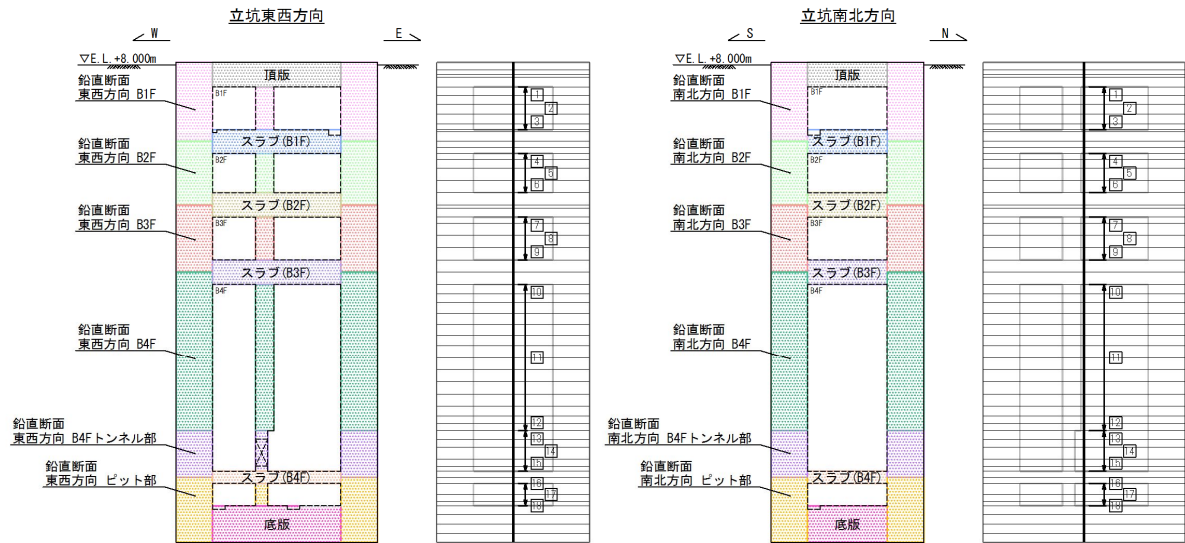 立坑東西方向
W
E
▽E.L.+8.000m
鉛直断面
東西方向 B1F
頂版
B1F
スラブ(B1F)
鉛直断面
東西方向 B2F
B2F
スラブ(B2F)
鉛直断面
東西方向 B3F
B3F
スラブ(B3F)
B4F
鉛直断面
東西方向 B4F
鉛直断面
東西方向 B4Fトンネル部
鉛直断面
東西方向 ピット部
スラブ(B4F)
底版
1
2
3
4
5
6
7
8
9
10
11
12
13
14
15
16
17
18
立坑南北方向
S
N
▽E.L.+8.000m
鉛直断面
南北方向 B1F
頂版
B1F
スラブ(B1F)
鉛直断面
南北方向 B2F
B2F
スラブ(B2F)
鉛直断面
南北方向 B3F
B3F
スラブ(B3F)
B4F
鉛直断面
南北方向 B4F
鉛直断面
南北方向 B4Fトンネル部
鉛直断面
南北方向 ピット部
スラブ(B4F)
底版
1
2
3
4
5
6
7
8
9
10
11
12
13
14
15
16
17
18